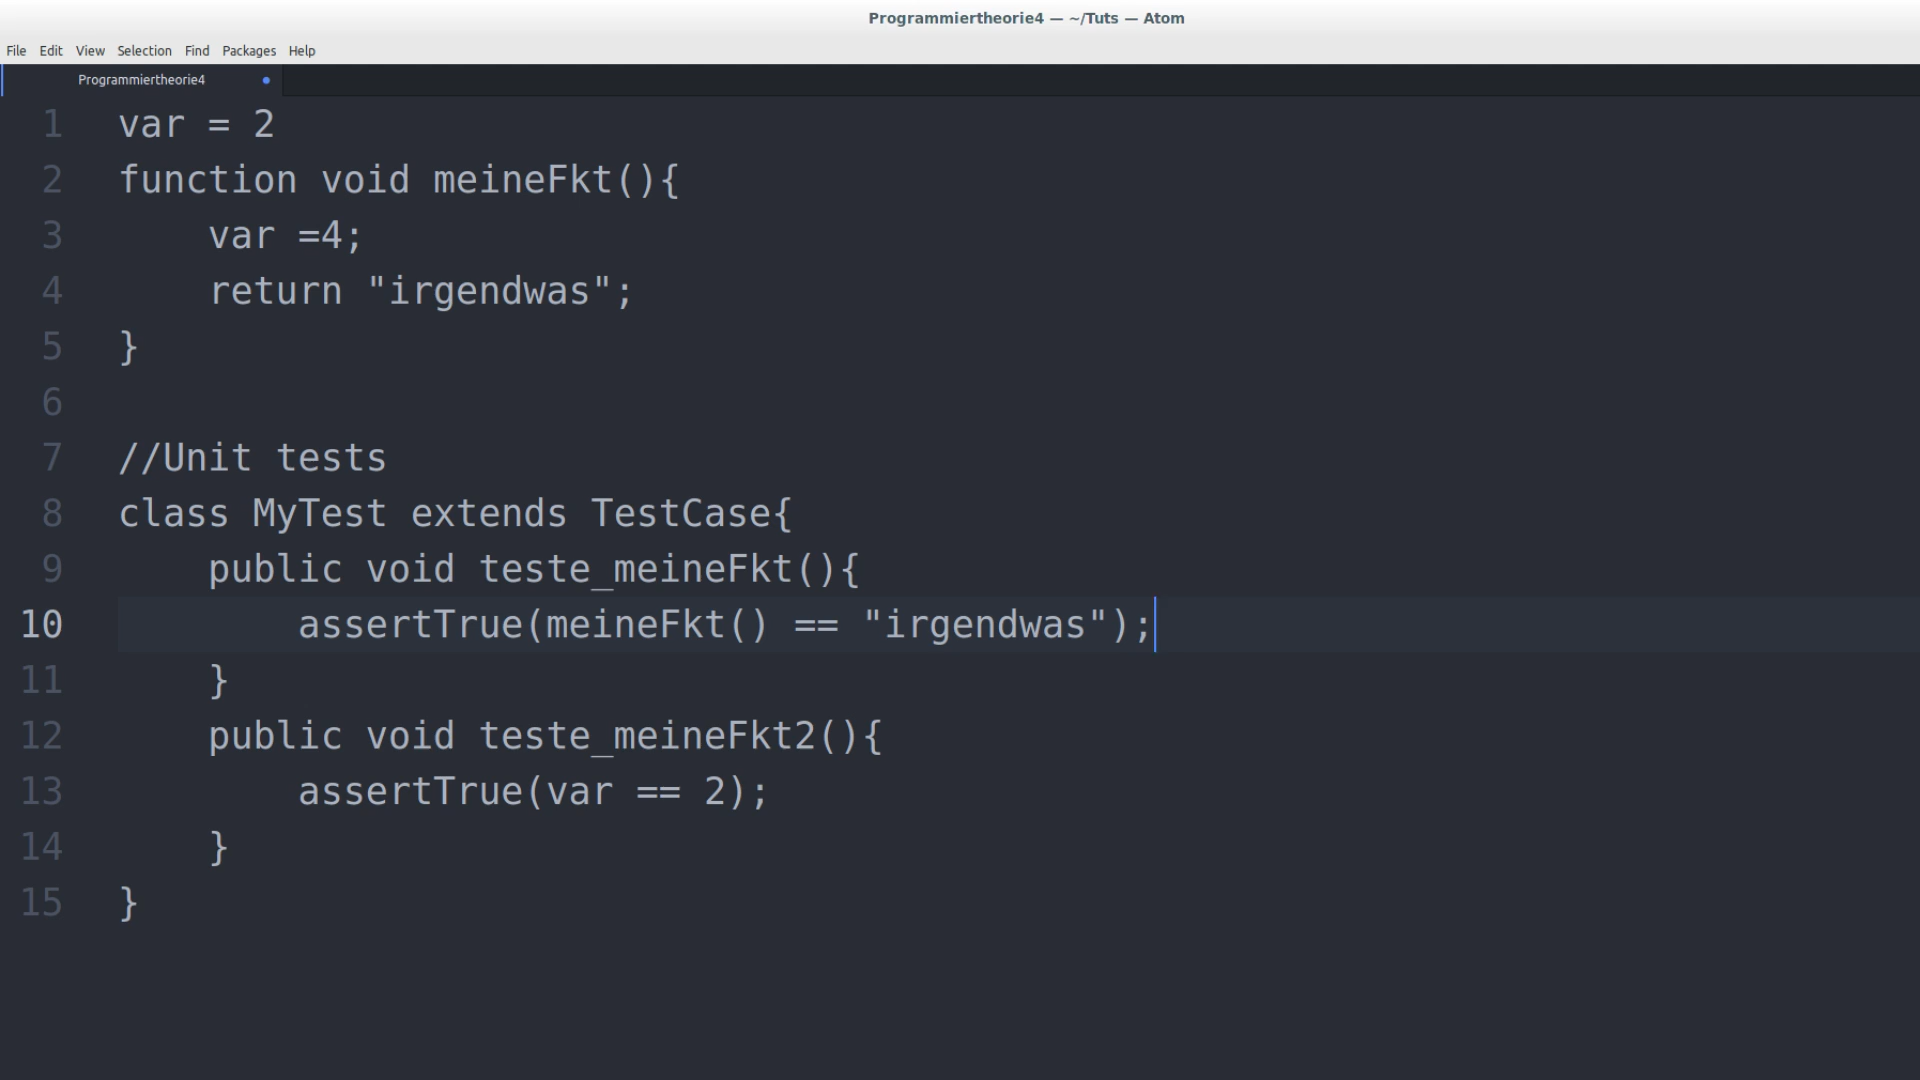 Programmiertheorie4 — ~/Tuts — Atom
File Edit View Selection Find Packages Help
Programmiertheorie4
1 var = 2
2 function void meineFkt(){
3     var =4;
4     return "irgendwas";
5 }
6
7 //Unit tests
8 class MyTest extends TestCase{
9     public void teste_meineFkt(){
10         assertTrue(meineFkt() == "irgendwas");
11     }
12     public void teste_meineFkt2(){
13         assertTrue(var == 2);
14     }
15 }